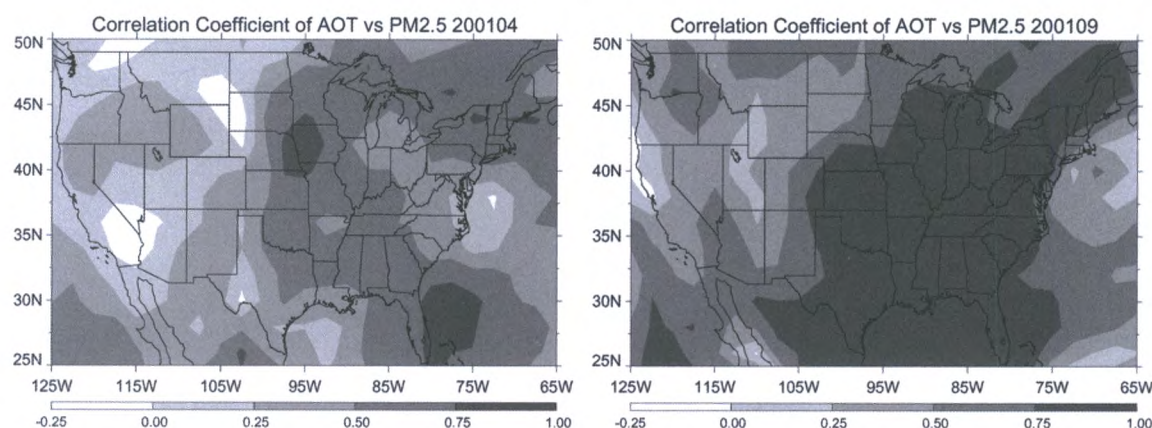 Correlation Coefficient of AOT vs PM2.5 200104
50N
45N
40N
35N
30N
25N
125W 115W 105W 95W 85W 75W 65W
-0.25 0.00 0.25 0.50 0.75 1.00
Correlation Coefficient of AOT vs PM2.5 200109
50N
45N
40N
35N
30N
25N
125W 115W 105W 95W 85W 75W 65W
-0.25 0.00 0.25 0.50 0.75 1.00